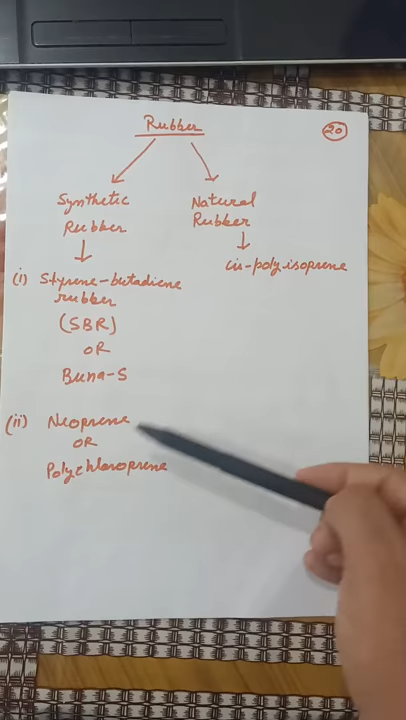 Rubber
20
Synthetic
Rubber
Natural
Rubber
cis-polyisoprene
(i) Styrene-butadiene
rubber
(SBR)
OR
Buna-S
(ii) Neoprene
OR
Polychloroprene